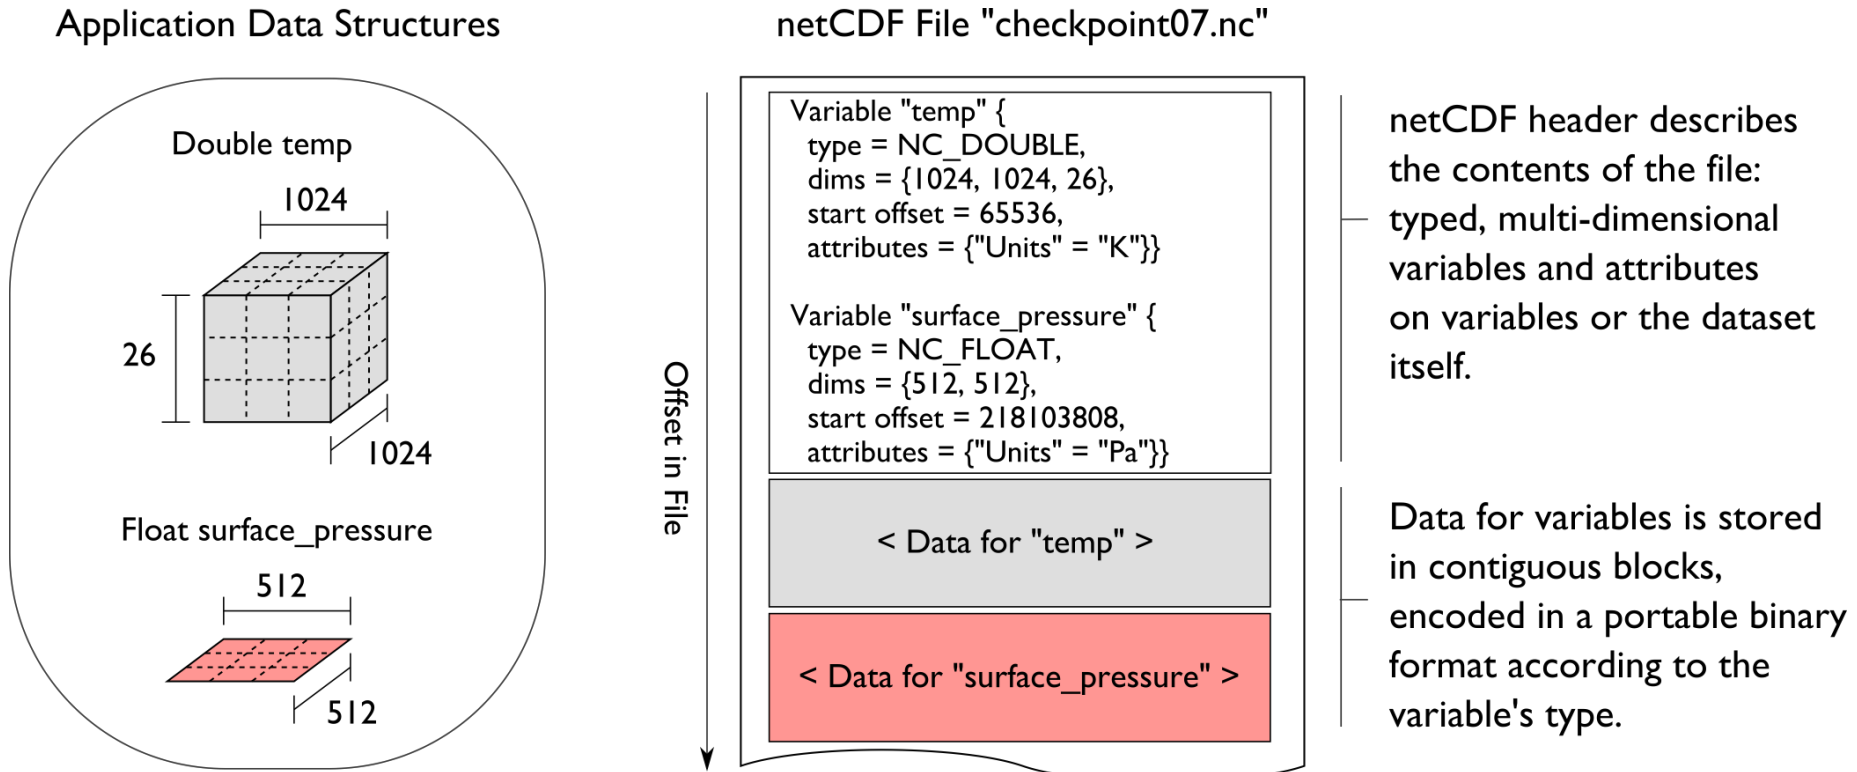 Application Data Structures
Double temp
1024
26
1024
Float surface_pressure
512
512
netCDF File "checkpoint07.nc"
Offset in File
Variable "temp" {
type = NC_DOUBLE,
dims = {1024, 1024, 26},
start offset = 65536,
attributes = {"Units" = "K"}}
Variable "surface_pressure" {
type = NC_FLOAT,
dims = {512, 512},
start offset = 218103808,
attributes = {"Units" = "Pa"}}
< Data for "temp" >
< Data for "surface_pressure" >
netCDF header describes
the contents of the file:
typed, multi-dimensional
variables and attributes
on variables or the dataset
itself.
Data for variables is stored
in contiguous blocks,
encoded in a portable binary
format according to the
variable's type.